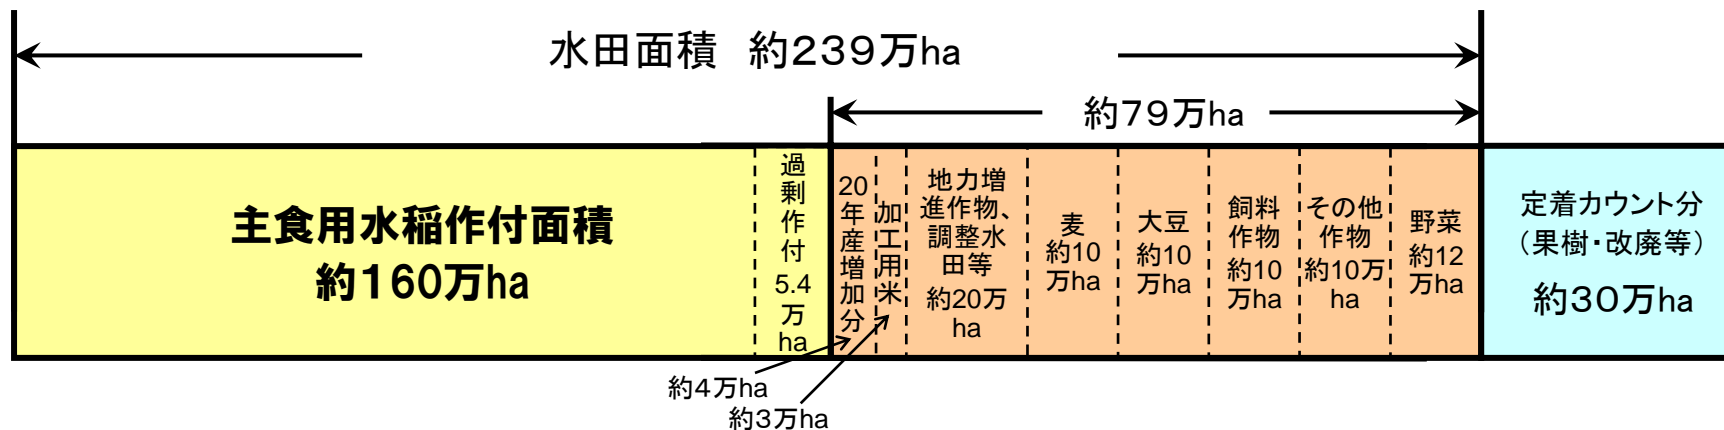 水田面積　約２３９万ha
約７９万ha
主食用水稲作付面積
約１６０万ha
過剰作付
5.4
万
ha
20
年産増加分
加工用米
地力増
進作物、
調整水
田等
約20万
ha
麦
約10
万ha
大豆
約10
万ha
飼料
作物
約10
万ha
その他
作物
約10万
ha
野菜
約12
万ha
定着カウント分
（果樹・改廃等）
約３０万ha
約４万ha
約３万ha